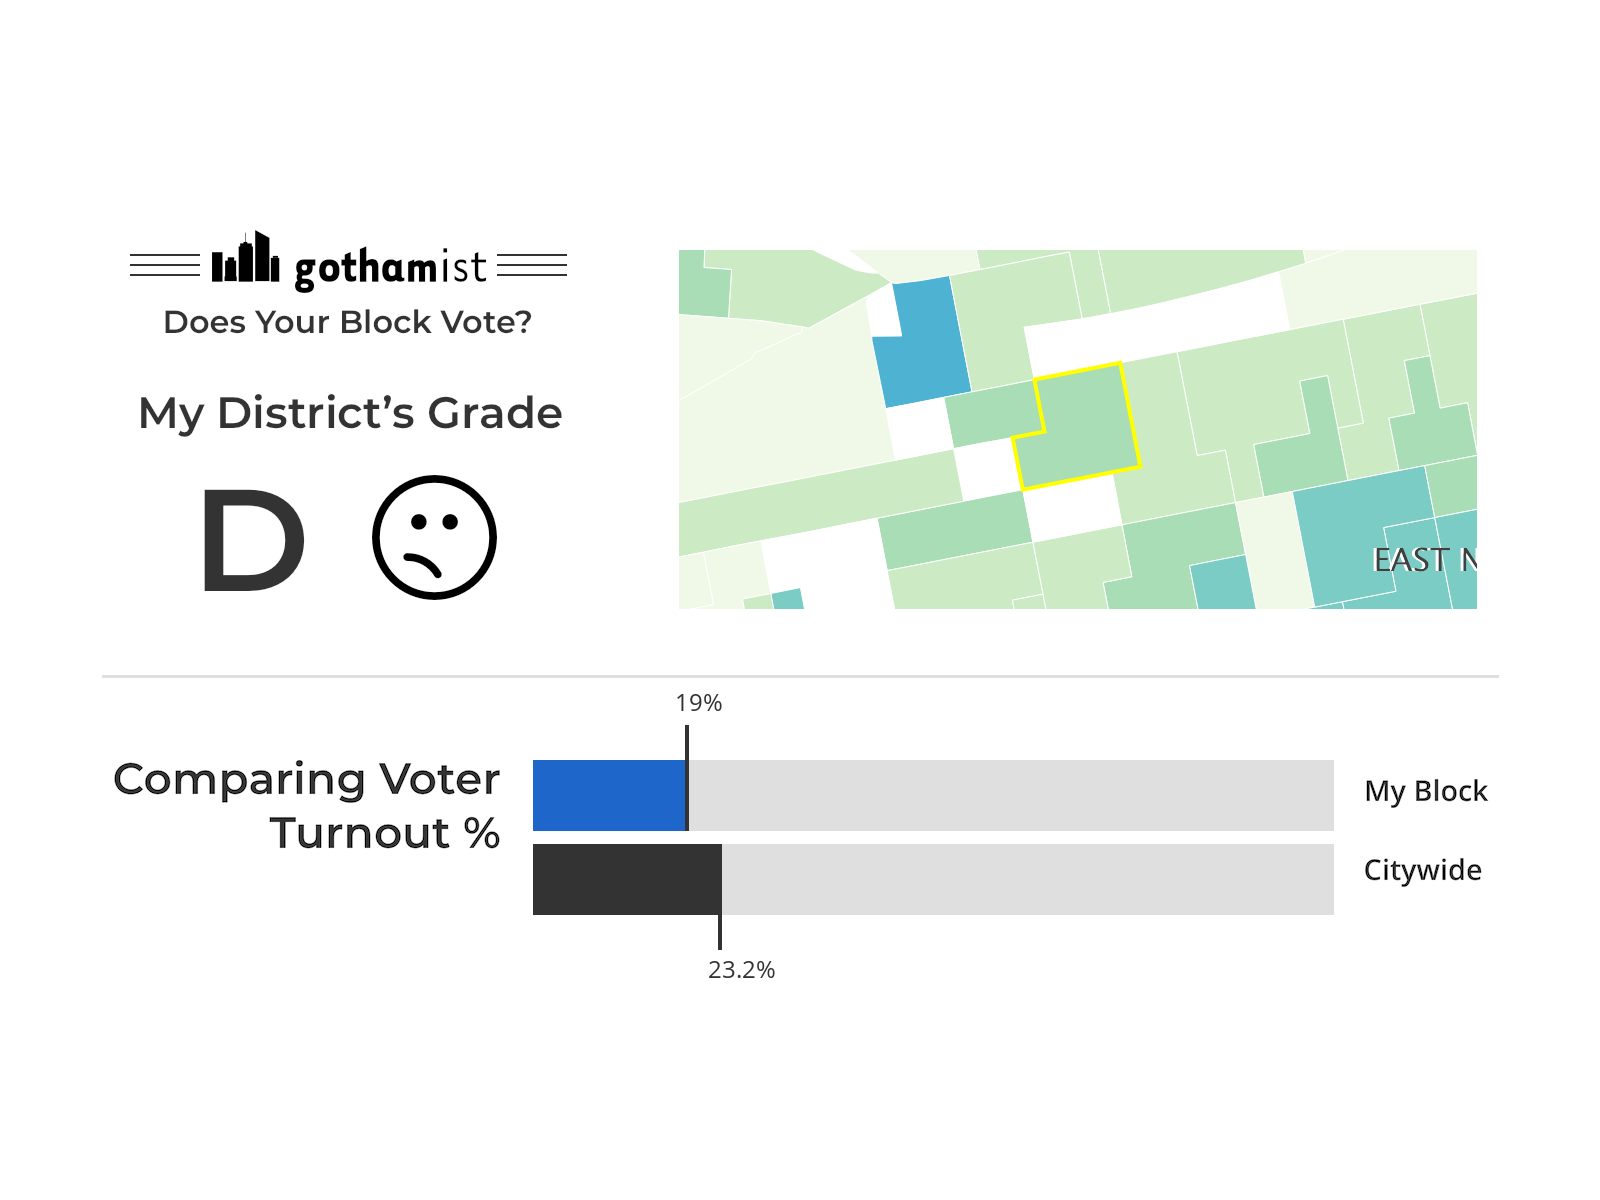 gothamist
Does Your Block Vote?
My District's Grade
D
EAST N
19%
Comparing Voter
Turnout %
My Block
Citywide
23.2%